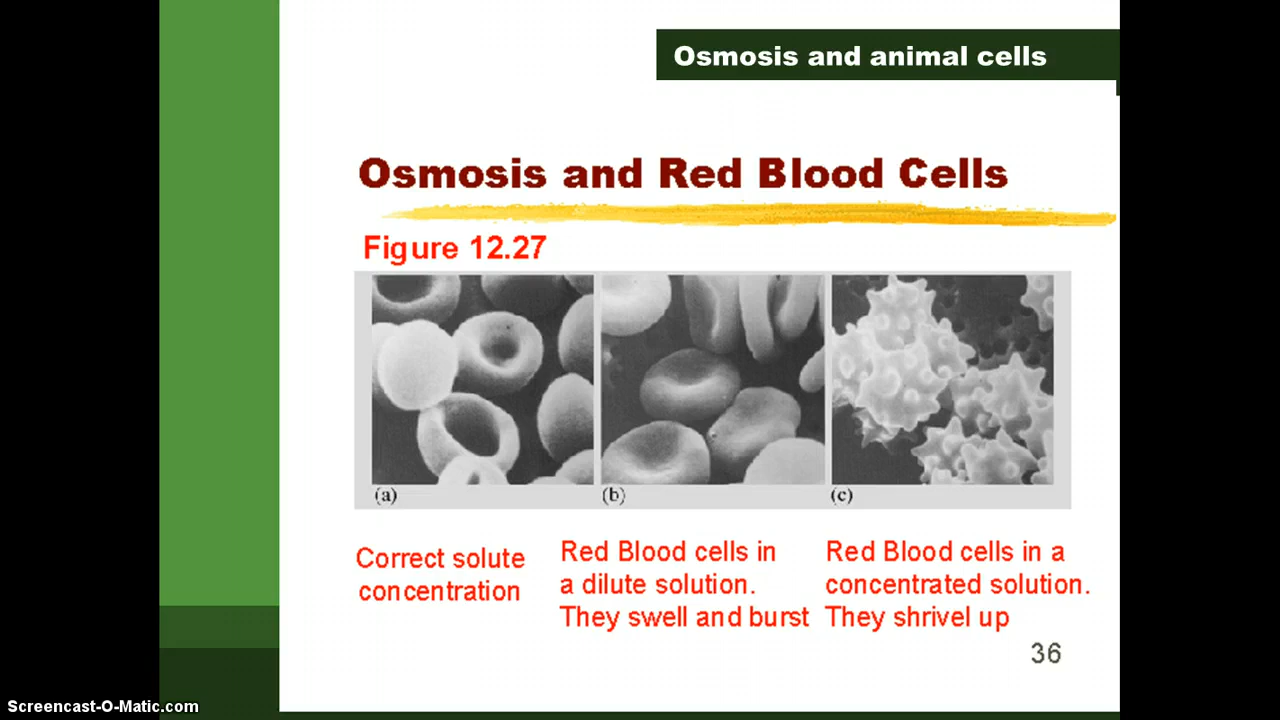 Osmosis and animal cells
Osmosis and Red Blood Cells
Figure 12.27
(a)
(b)
(c)
Correct solute
concentration
Red Blood cells in
a dilute solution.
They swell and burst
Red Blood cells in a
concentrated solution.
They shrivel up
36
Screencast-O-Matic.com